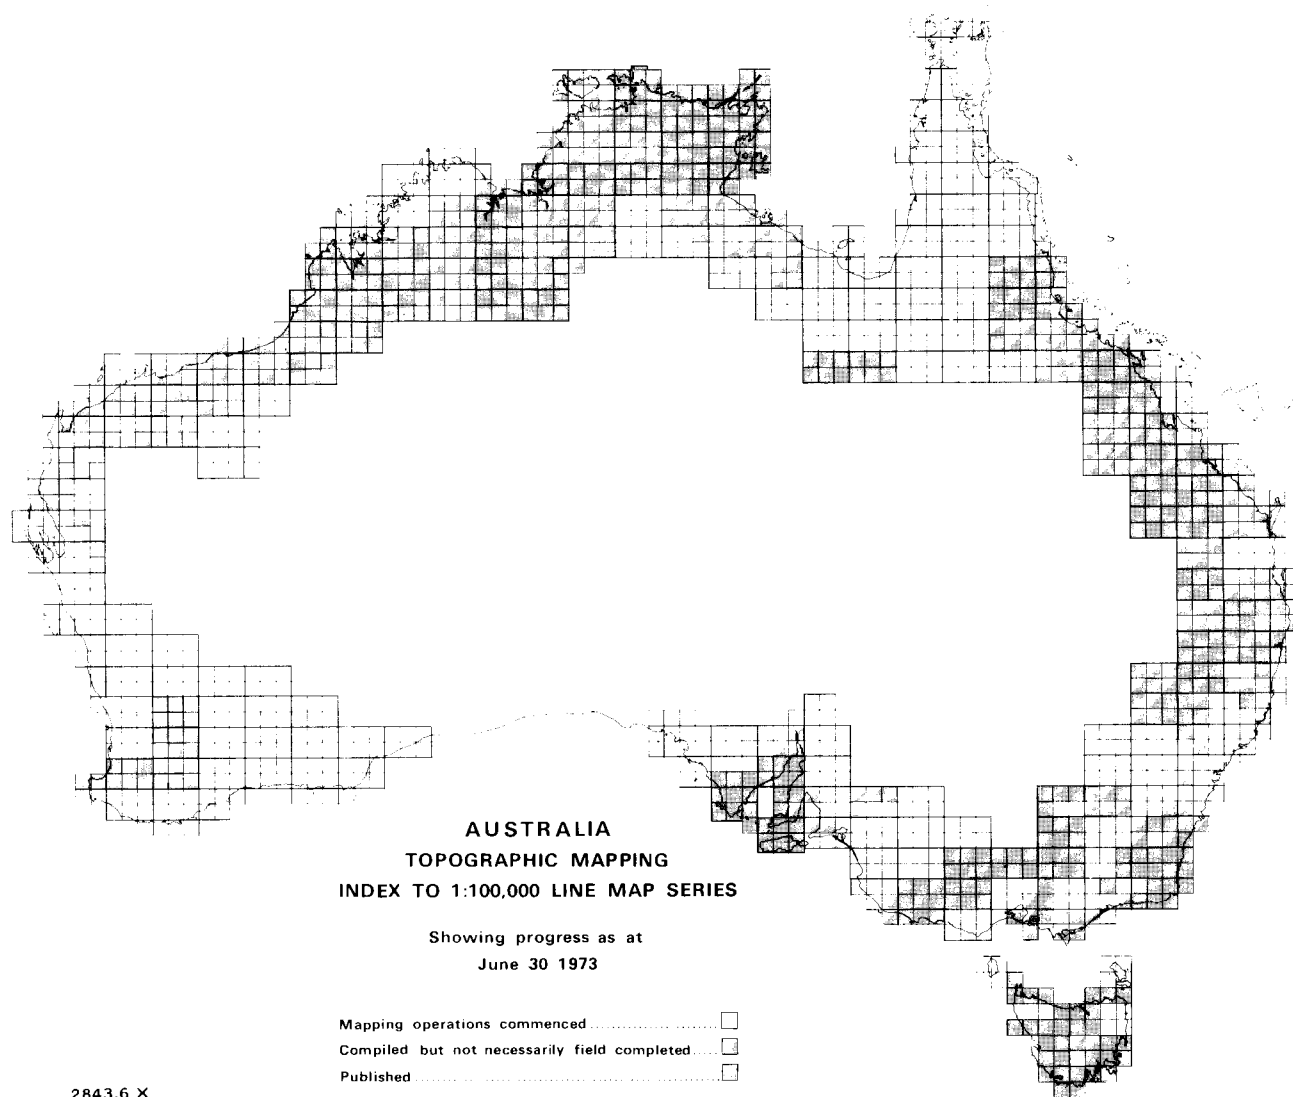 AUSTRALIA
TOPOGRAPHIC MAPPING
INDEX TO 1:100,000 LINE MAP SERIES
Showing progress as at
June 30 1973
Mapping operations commenced
Compiled but not necessarily field completed
Published
2843.6 X